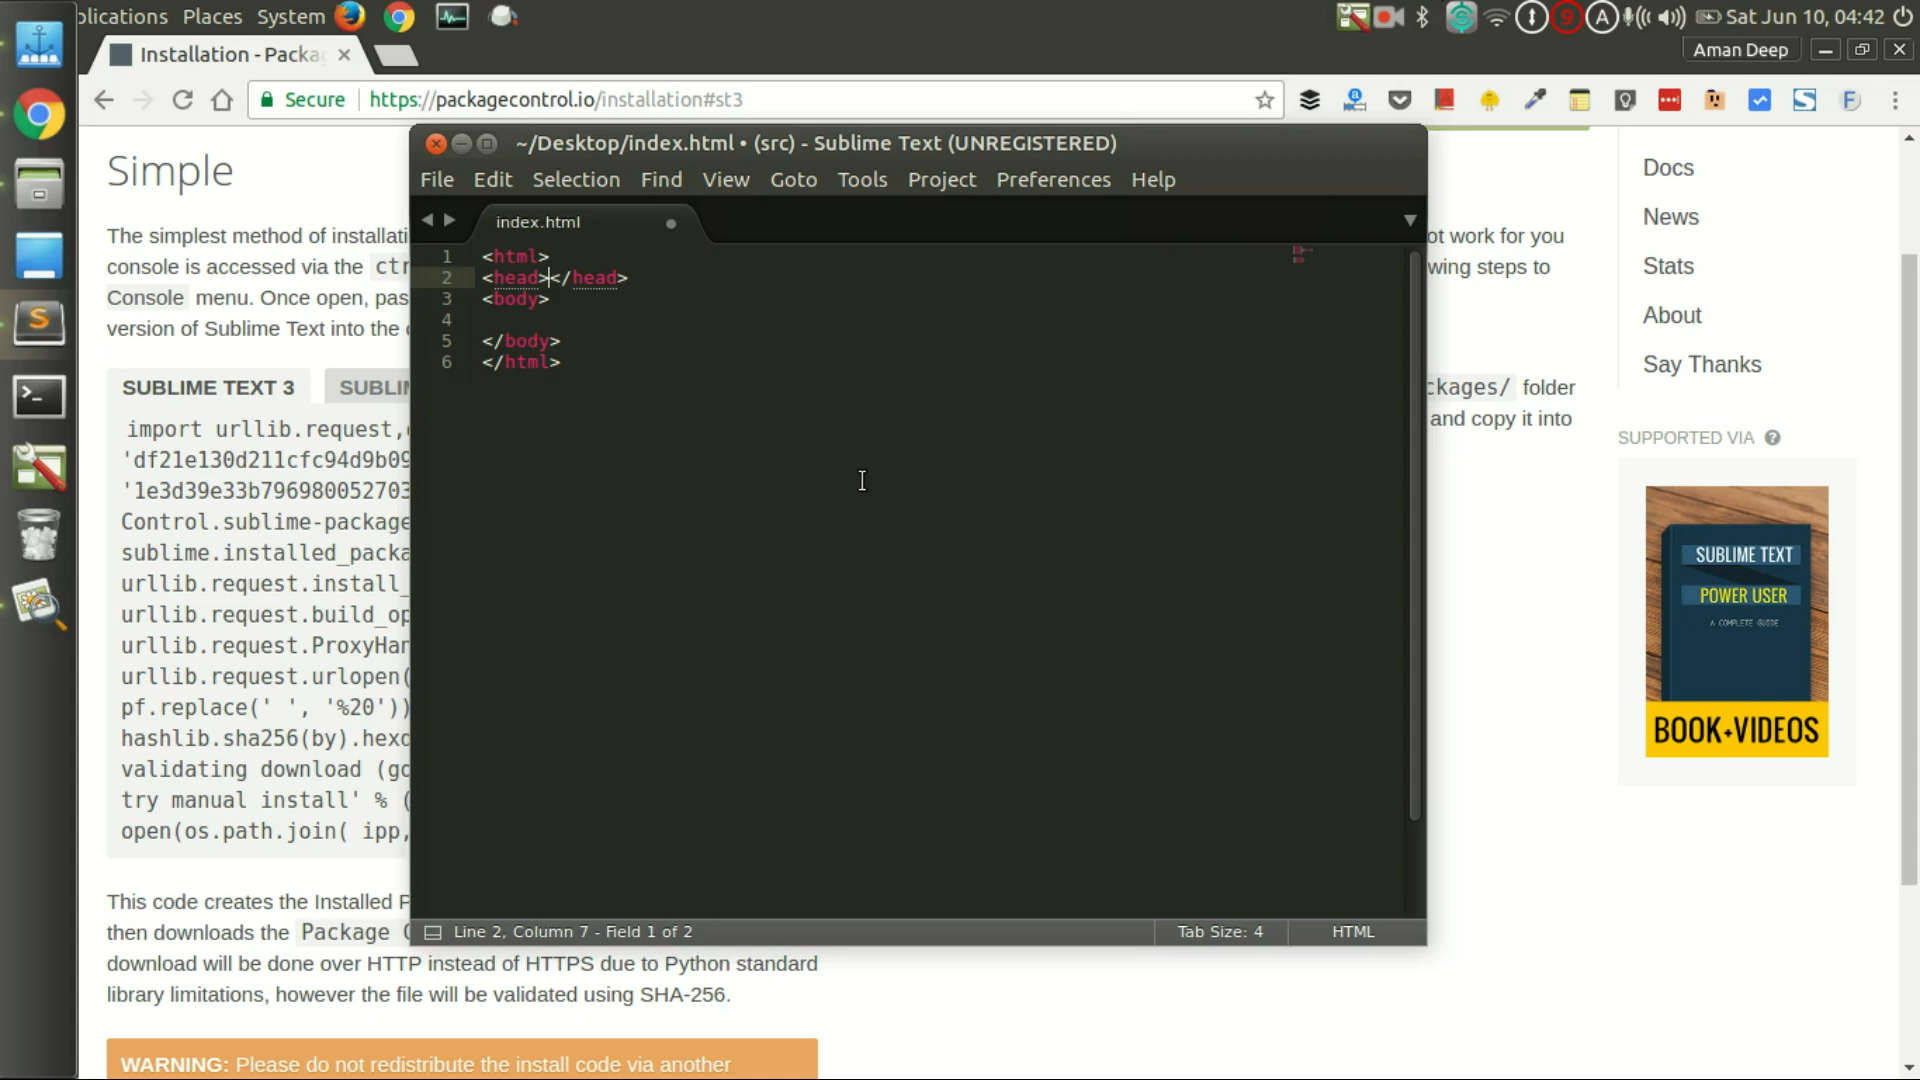 plications Places System
Sat Jun 10, 04:42
Installation - Packa
Aman Deep
Secure https://packagecontrol.io/installation#st3
Simple
The simplest method of installati
console is accessed via the ctr
Console menu. Once open, pas
version of Sublime Text into the
SUBLIME TEXT 3 SUBLI
import urllib.request,
'df21e130d211cfc94d9b09
'1e3d39e33b796980052703
Control.sublime-package
sublime.installed_packa
urllib.request.install_
urllib.request.build_op
urllib.request.ProxyHan
urllib.request.urlopen(
pf.replace(' ', '%20'))
hashlib.sha256(by).hexd
validating download (go
try manual install' % (
open(os.path.join( ipp,
This code creates the Installed P
then downloads the Package C
download will be done over HTTP instead of HTTPS due to Python standard
library limitations, however the file will be validated using SHA-256.
WARNING: Please do not redistribute the install code via another
~/Desktop/index.html • (src) - Sublime Text (UNREGISTERED)
File Edit Selection Find View Goto Tools Project Preferences Help
index.html
1 <html>
2 <head></head>
3 <body>
4
5 </body>
6 </html>
Line 2, Column 7 - Field 1 of 2
Tab Size: 4
HTML
ot work for you
wing steps to
ckages/ folder
and copy it into
Docs
News
Stats
About
Say Thanks
SUPPORTED VIA ?
SUBLIME TEXT
POWER USER
A COMPLETE GUIDE
BOOK+VIDEOS